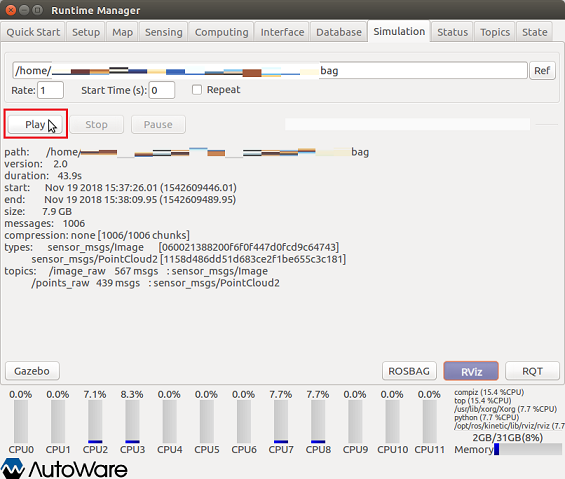 Runtime Manager
Quick Start Setup Map Sensing Computing Interface Database Simulation Status Topics State
/home/ bag Ref
Rate: 1 Start Time (s): 0 Repeat
Play Stop Pause
path: /home/ bag
version: 2.0
duration: 43.9s
start: Nov 19 2018 15:37:26.01 (1542609446.01)
end: Nov 19 2018 15:38:09.95 (1542609489.95)
size: 7.9 GB
messages: 1006
compression: none [1006/1006 chunks]
types: sensor_msgs/Image [060021388200f6f0f447d0fcd9c64743]
sensor_msgs/PointCloud2 [1158d486dd51d683ce2f1be655c3c181]
topics: /image_raw 567 msgs : sensor_msgs/Image
/points_raw 439 msgs : sensor_msgs/PointCloud2
Gazebo ROSBAG RViz RQT
0.0% 0.0% 7.1% 8.3% 0.0% 0.0% 0.0% 7.7% 7.7% 0.0% 0.0% 0.0%
CPU0 CPU1 CPU2 CPU3 CPU4 CPU5 CPU6 CPU7 CPU8 CPU9 CPU10 CPU11
compiz (15.4 %CPU)
top (15.4 %CPU)
/usr/lib/xorg/Xorg (7.7 %CPU)
python (7.7 %CPU)
/opt/ros/kinetic/lib/rviz/rviz (7.7
2GB/31GB(8%)
Memory
AutoWare